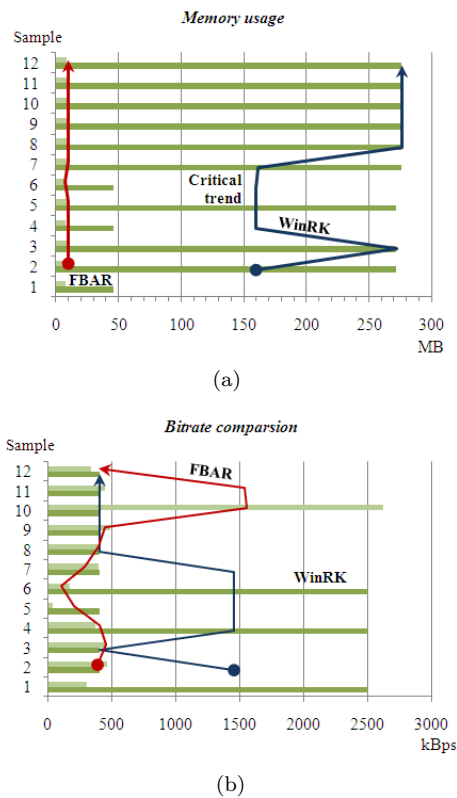 Memory usage
Sample
12
11
10
9
8
7
6
5
4
3
2
1
Critical
trend
WinRK
FBAR
0 50 100 150 200 250 300
MB
(a)
Bitrate comparsion
Sample
12
11
10
9
8
7
6
5
4
3
2
1
FBAR
WinRK
0 500 1000 1500 2000 2500 3000
kBps
(b)